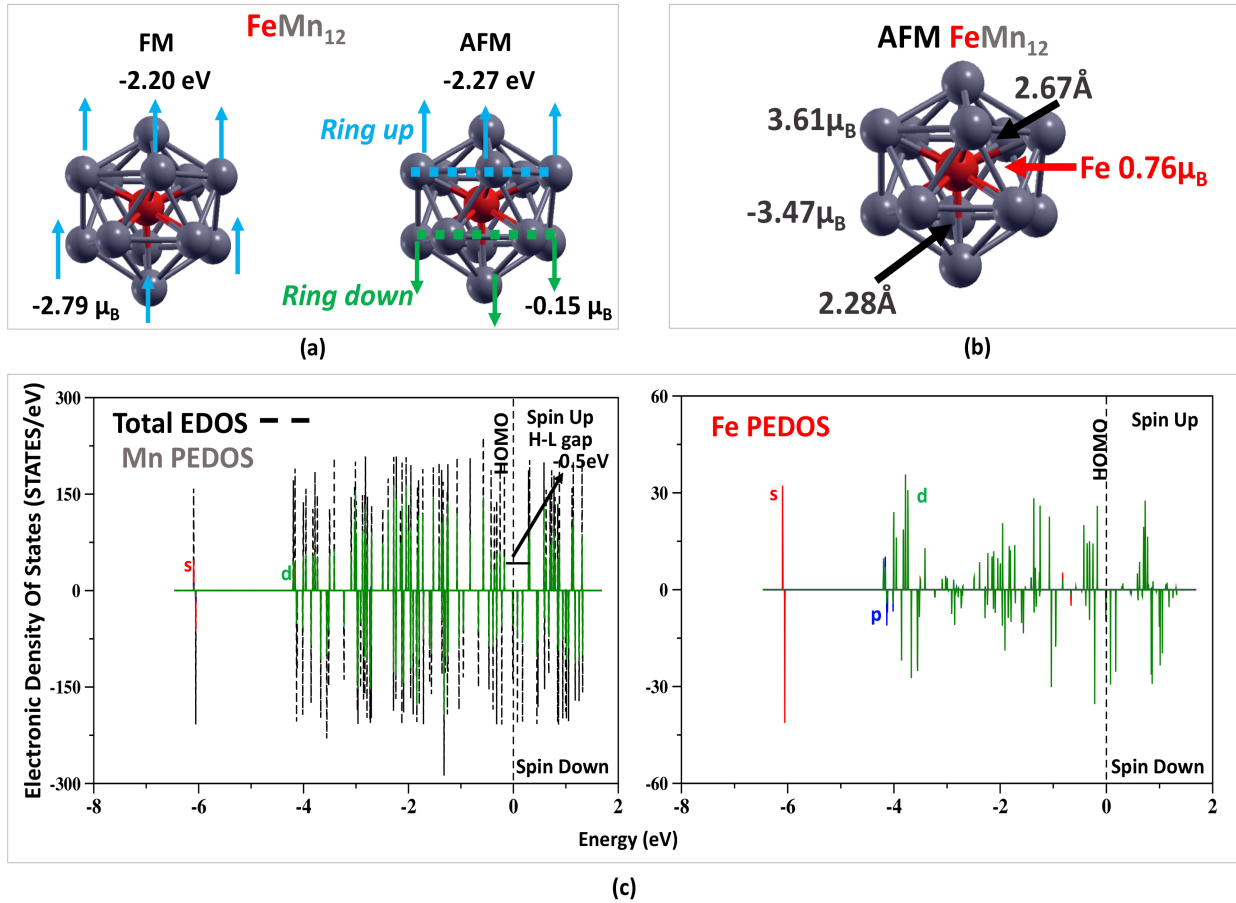 FeMn₁₂
FM
-2.20 eV
AFM
-2.27 eV
Ring up
Ring down
-2.79 μB
-0.15 μB
(a)
AFM FeMn₁₂
2.67Å
3.61μB
Fe 0.76μB
-3.47μB
2.28Å
(b)
Electronic Density Of States (STATES/eV)
300
150
0
-150
-300
Total EDOS
Mn PEDOS
s
d
HOMO
Spin Up
H-L gap
-0.5eV
Spin Down
-8
-6
-4
-2
0
2
60
30
0
-30
-60
Fe PEDOS
s
d
p
HOMO
Spin Up
Spin Down
-8
-6
-4
-2
0
2
Energy (eV)
(c)